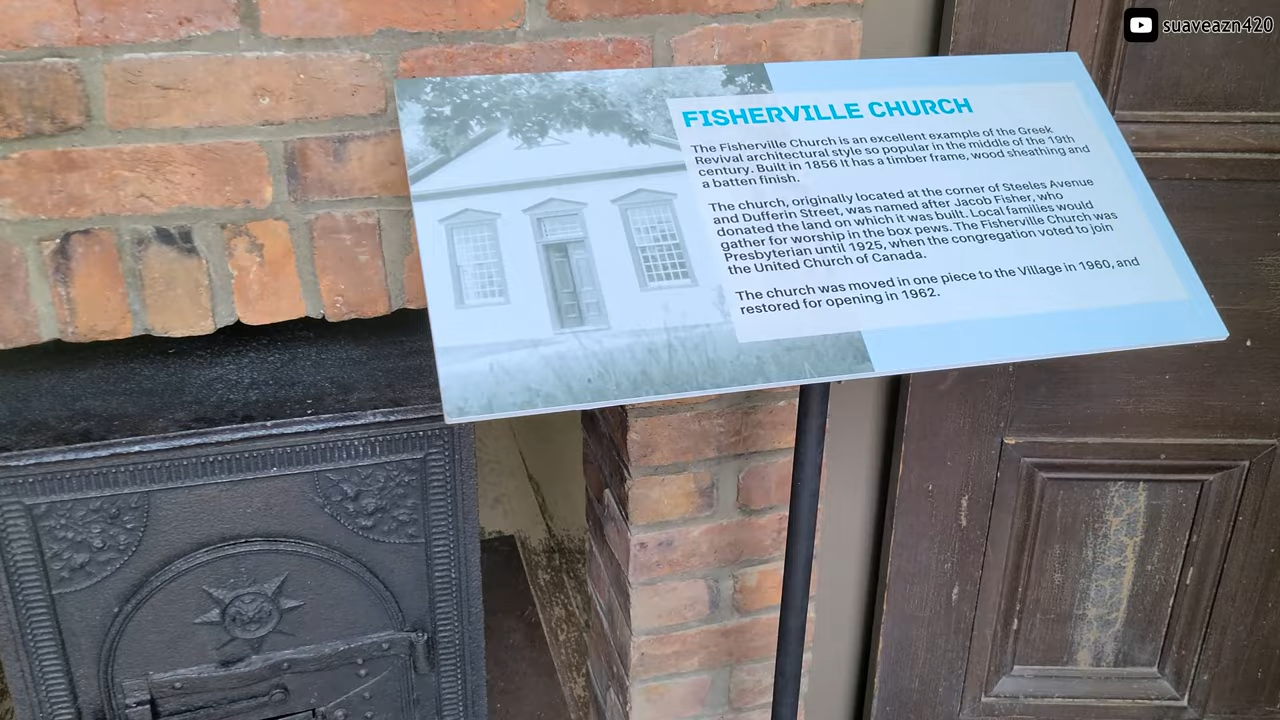 suaveazn420
FISHERVILLE CHURCH
The Fisherville Church is an excellent example of the Greek
Revival architectural style so popular in the middle of the 19th
century. Built in 1856 it has a timber frame, wood sheathing and
a batten finish.
The church, originally located at the corner of Steeles Avenue
and Dufferin Street, was named after Jacob Fisher, who
donated the land on which it was built. Local families would
gather for worship in the box pews. The Fisherville Church was
Presbyterian until 1925, when the congregation voted to join
the United Church of Canada.
The church was moved in one piece to the Village in 1960, and
restored for opening in 1962.